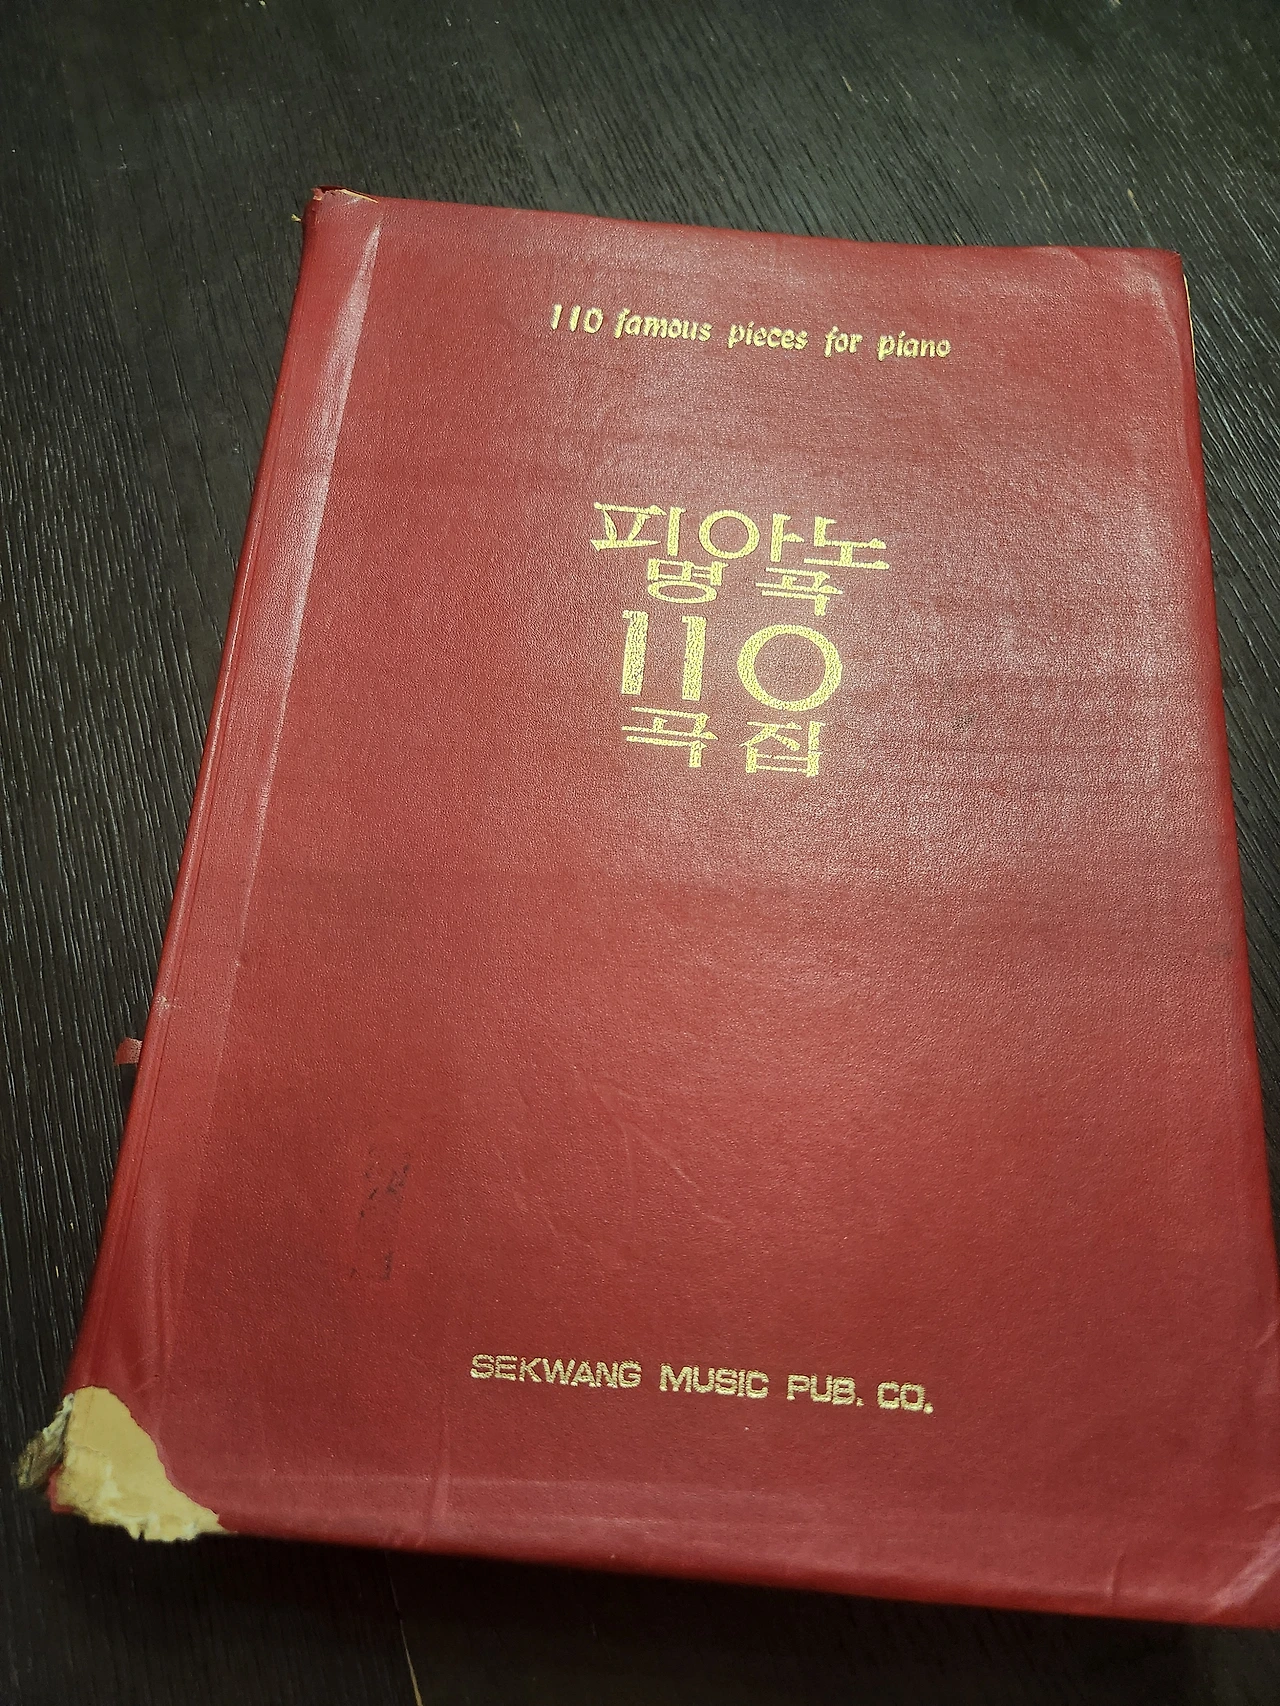 110 famous pieces for piano
피아노
명곡
110
곡집
SEKWANG MUSIC PUB. CO.